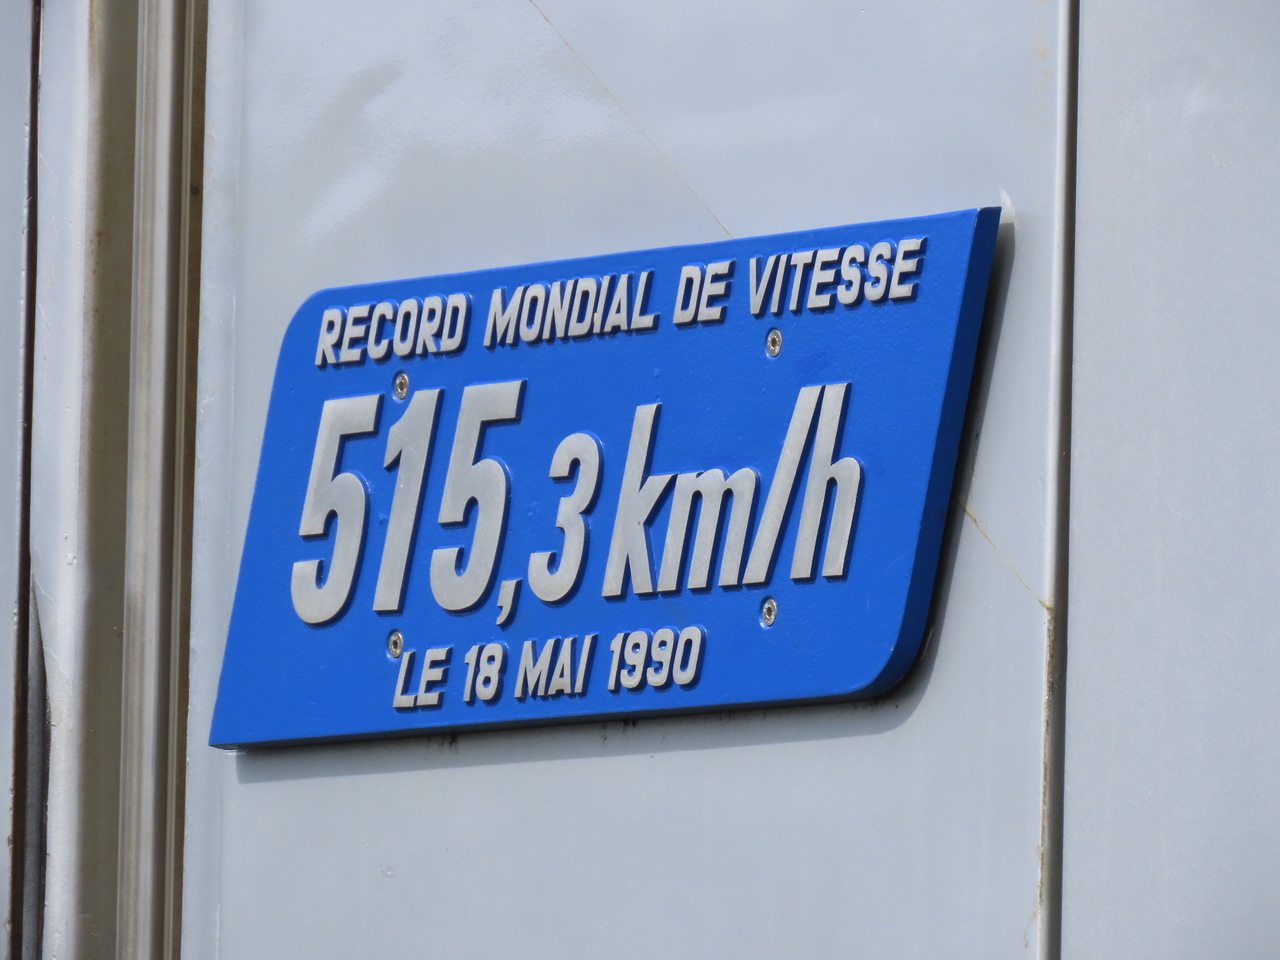 RECORD MONDIAL DE VITESSE
515,3 km/h
LE 18 MAI 1990